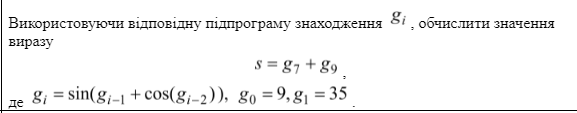 Використовуючи відповідну підпрограму знаходження gᵢ , обчислити значення
виразу
s = g₇ + g₉ ,
де gᵢ = sin(gᵢ₋₁ + cos(gᵢ₋₂)), g₀ = 9, g₁ = 35 .